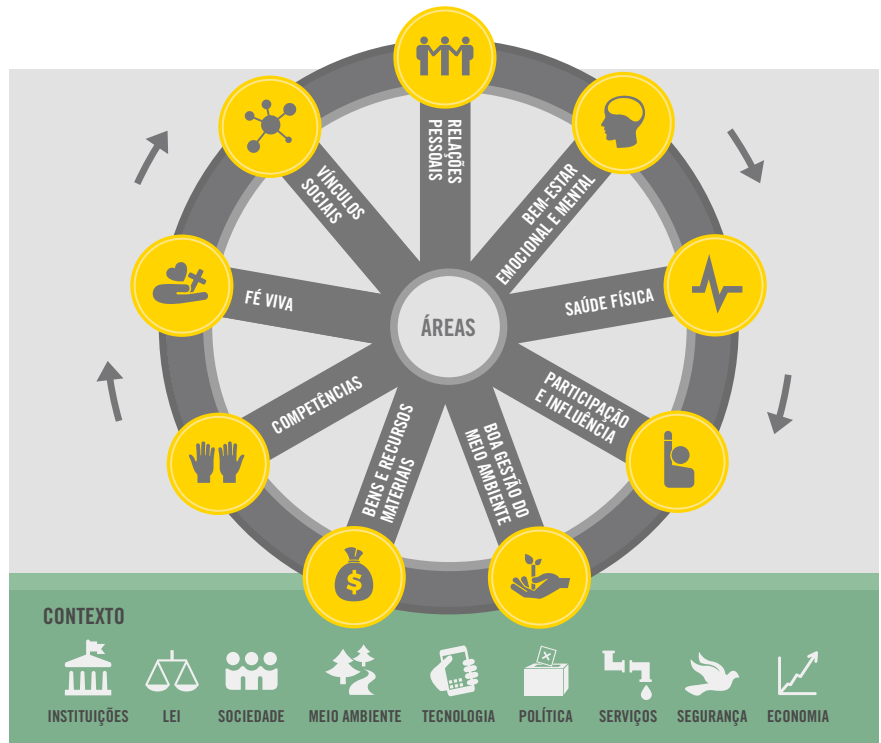 RELAÇÕES
PESSOAIS
BEM-ESTAR
EMOCIONAL E MENTAL
SAÚDE FÍSICA
PARTICIPAÇÃO
E INFLUÊNCIA
BOA GESTÃO DO
MEIO AMBIENTE
BENS E RECURSOS
MATERIAIS
COMPETÊNCIAS
FÉ VIVA
VÍNCULOS
SOCIAIS
ÁREAS
$
CONTEXTO
INSTITUIÇÕES
LEI
SOCIEDADE
MEIO AMBIENTE
TECNOLOGIA
POLÍTICA
SERVIÇOS
SEGURANÇA
ECONOMIA